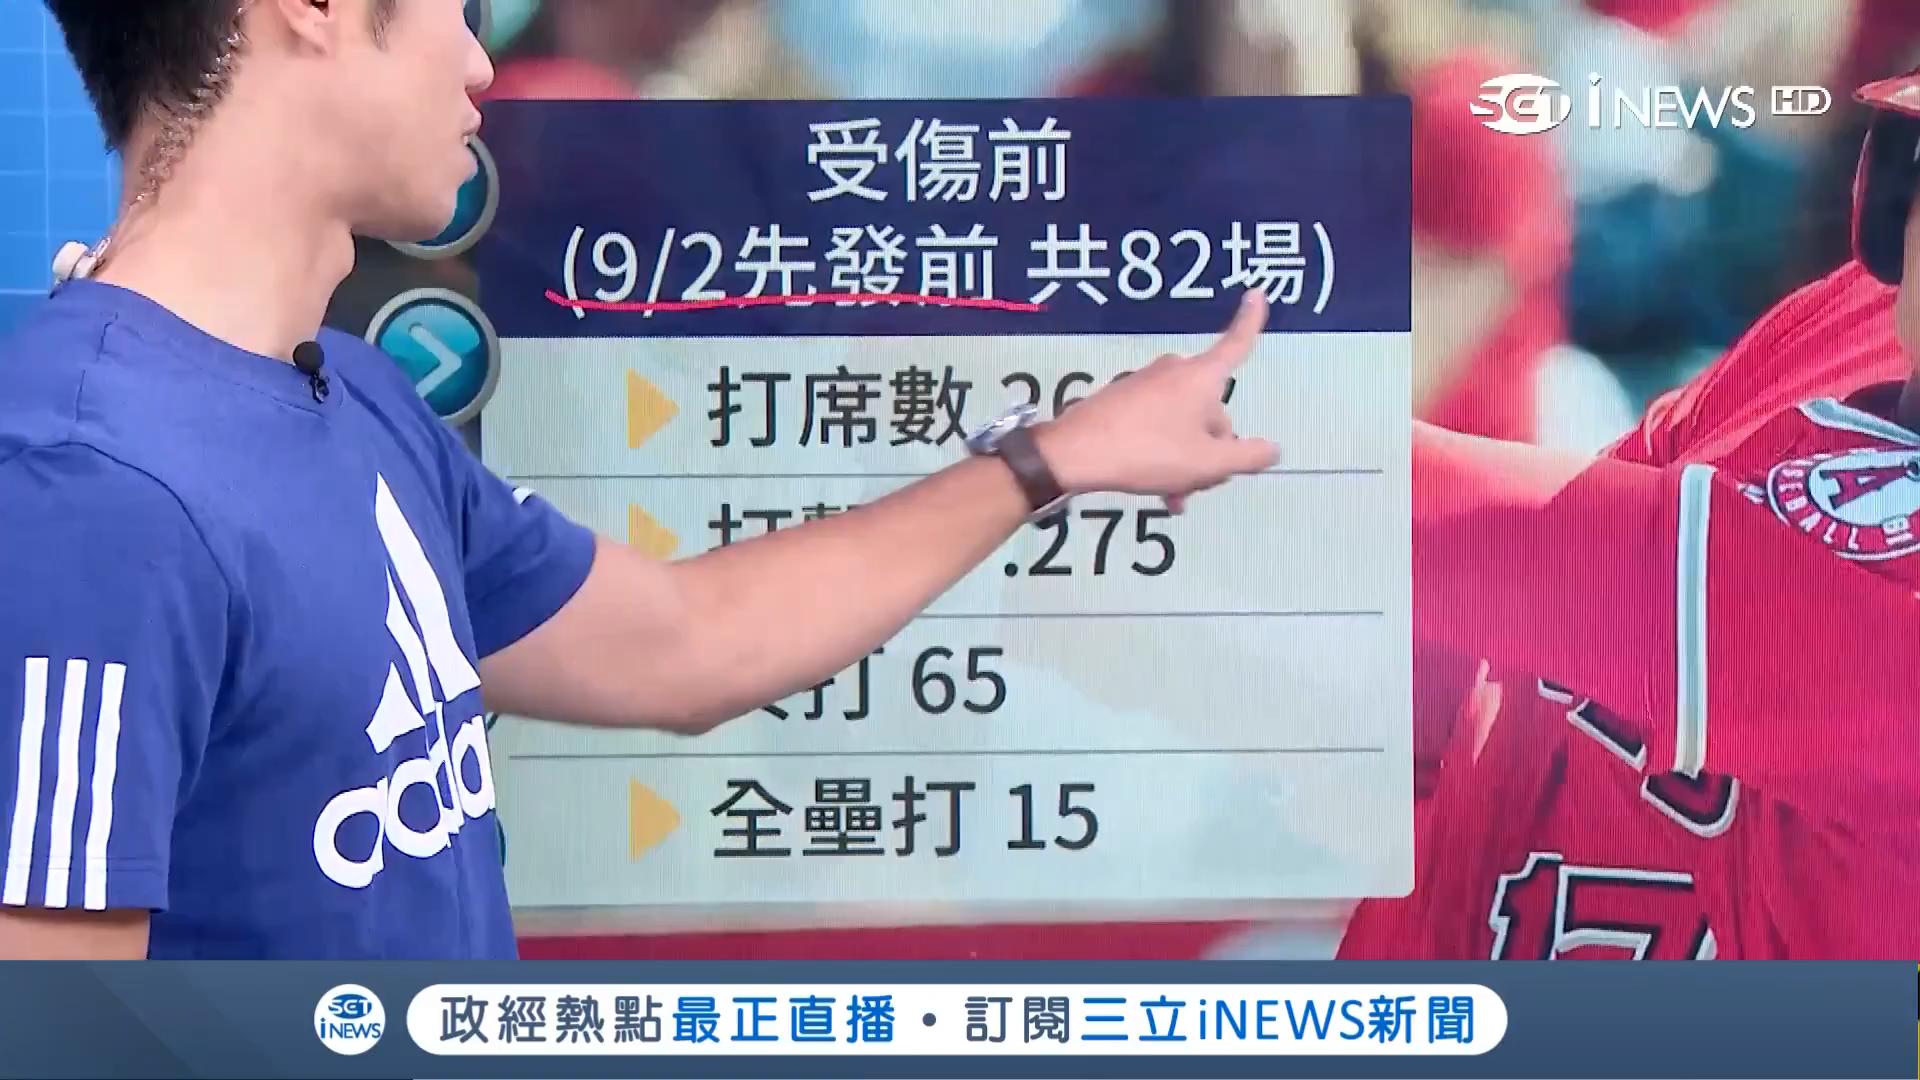 SET iNEWS HD
受傷前
(9/2先發前 共82場)
打席數
.275
打 65
全壘打 15
A
BASEBALL
17
adidas
SET iNEWS
政經熱點最正直播・訂閱三立iNEWS新聞